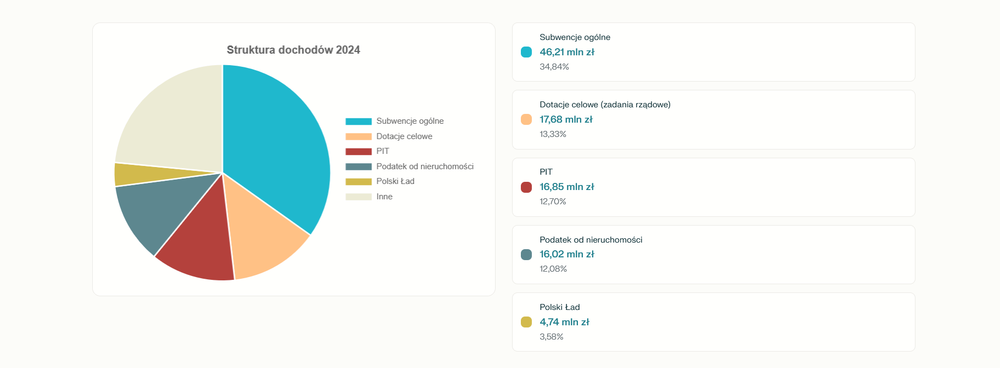 Struktura dochodów 2024
Subwencje ogólne
Dotacje celowe
PIT
Podatek od nieruchomości
Polski Ład
Inne
Subwencje ogólne
46,21 mln zł
34,84%
Dotacje celowe (zadania rządowe)
17,68 mln zł
13,33%
PIT
16,85 mln zł
12,70%
Podatek od nieruchomości
16,02 mln zł
12,08%
Polski Ład
4,74 mln zł
3,58%